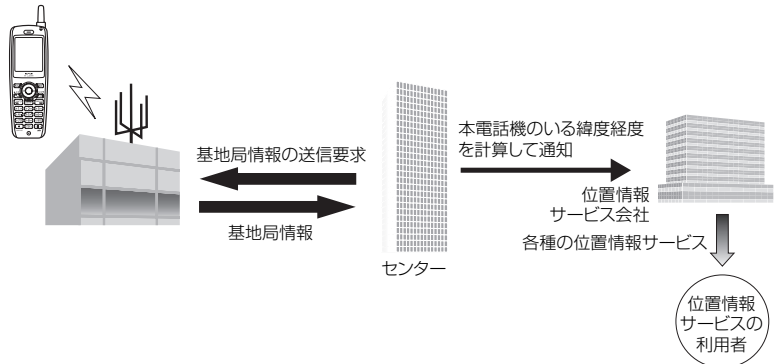 基地局情報の送信要求
基地局情報
センター
本電話機のいる緯度経度
を計算して通知
位置情報
サービス会社
各種の位置情報サービス
位置情報
サービスの
利用者